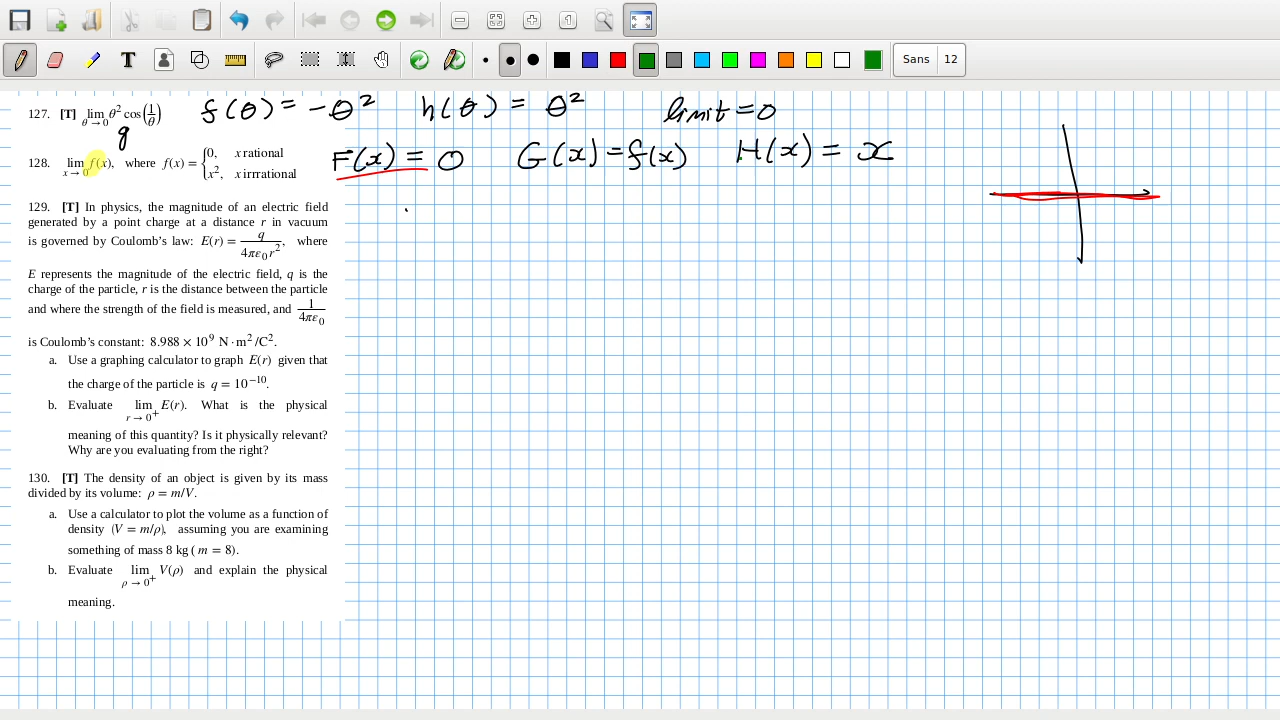 Sans 12
127. [T] lim θ → 0 θ² cos(1/θ) f(θ) = -θ² h(θ) = θ² limit = 0
g
128. lim x → 0 f(x), where f(x) = {0, x rational F(x) = 0 G(x) = f(x) H(x) = x
x², x irrrational
129. [T] In physics, the magnitude of an electric field
generated by a point charge at a distance r in vacuum
is governed by Coulomb's law: E(r) = q/(4πε₀r²), where
E represents the magnitude of the electric field, q is the
charge of the particle, r is the distance between the particle
and where the strength of the field is measured, and 1/(4πε₀)
is Coulomb's constant: 8.988 × 10⁹ N·m²/C².
a. Use a graphing calculator to graph E(r) given that
the charge of the particle is q = 10⁻¹⁰.
b. Evaluate lim r → 0⁺ E(r). What is the physical
meaning of this quantity? Is it physically relevant?
Why are you evaluating from the right?
130. [T] The density of an object is given by its mass
divided by its volume: ρ = m/V.
a. Use a calculator to plot the volume as a function of
density (V = m/ρ), assuming you are examining
something of mass 8 kg (m = 8).
b. Evaluate lim ρ → 0⁺ V(ρ) and explain the physical
meaning.